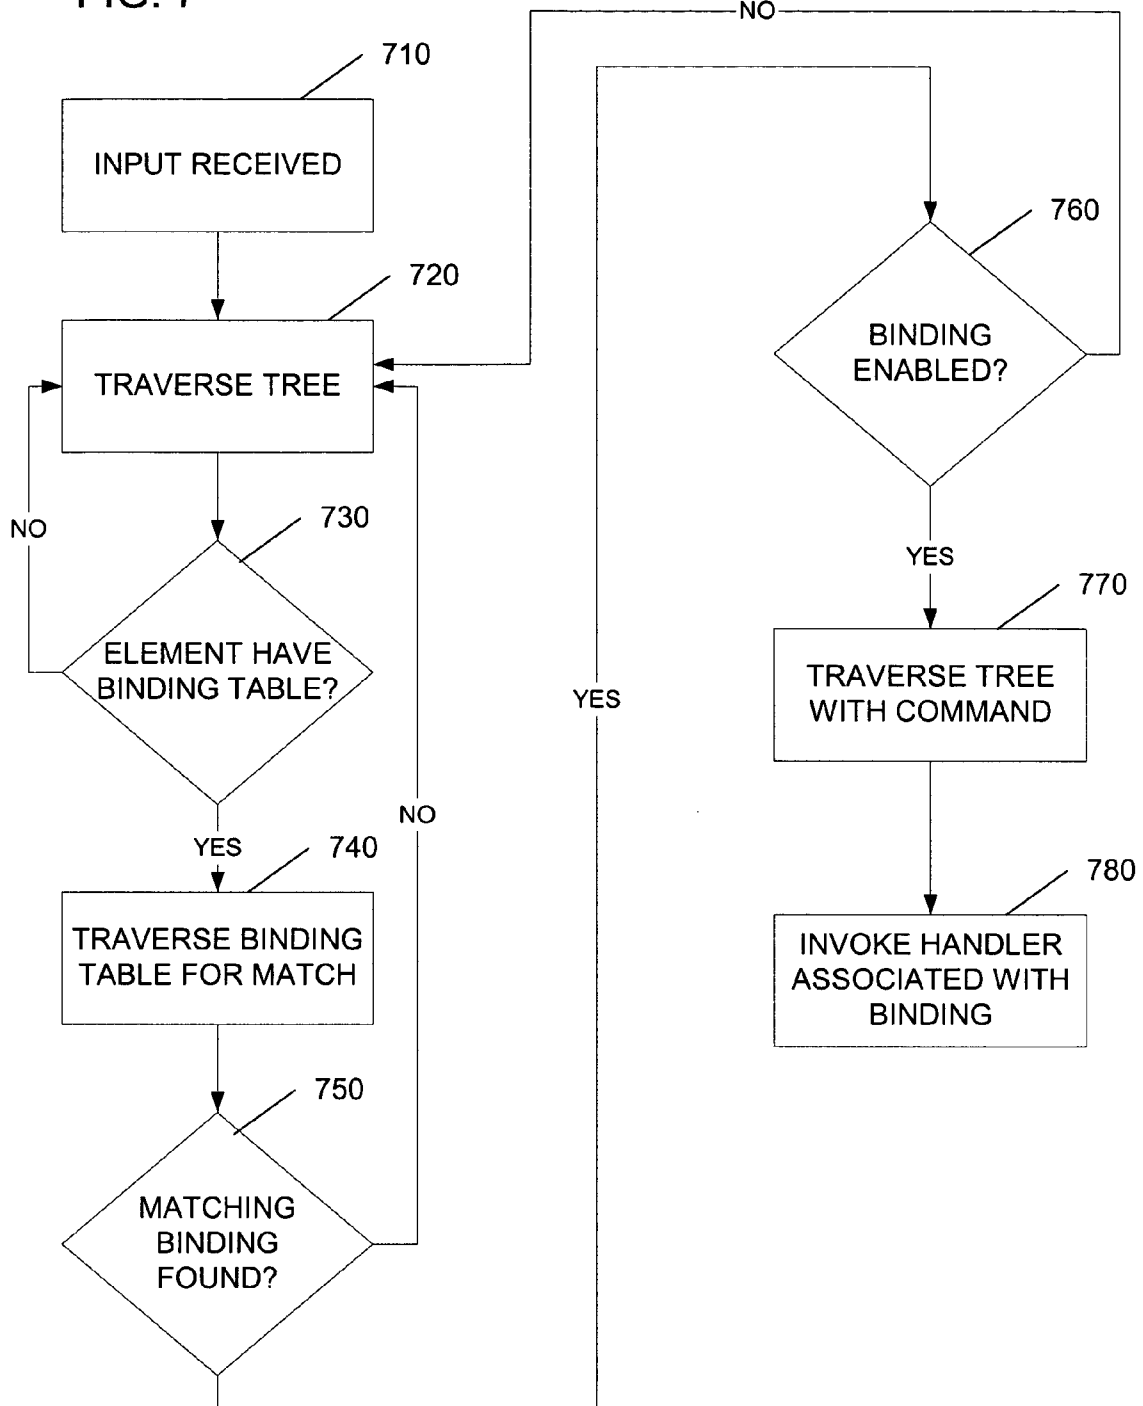 FIG. 7
710
INPUT RECEIVED
720
TRAVERSE TREE
NO
730
ELEMENT HAVE
BINDING TABLE?
YES
740
TRAVERSE BINDING
TABLE FOR MATCH
NO
750
MATCHING
BINDING
FOUND?
YES
NO
760
BINDING
ENABLED?
YES
770
TRAVERSE TREE
WITH COMMAND
780
INVOKE HANDLER
ASSOCIATED WITH
BINDING